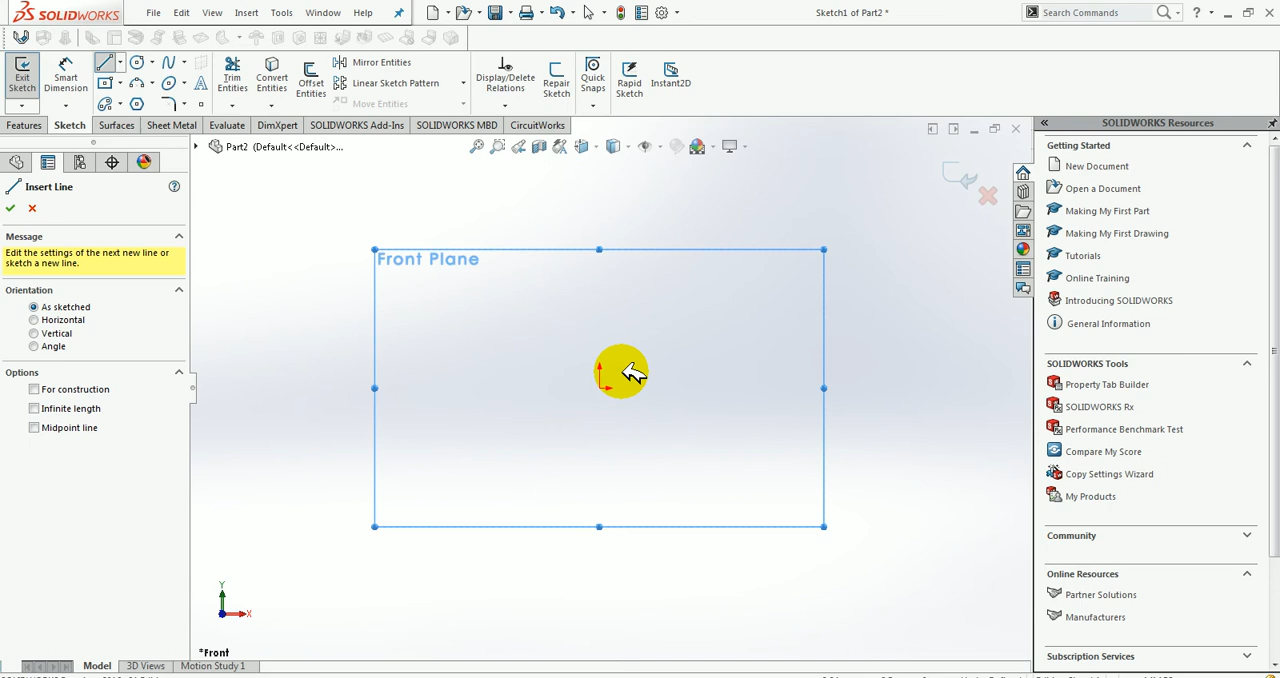 SOLIDWORKS File Edit View Insert Tools Window Help Sketch1 of Part2 * Search Commands ?
Exit Sketch
Smart Dimension
Trim Entities
Convert Entities
Offset Entities
Mirror Entities
Linear Sketch Pattern
Move Entities
Display/Delete Relations
Repair Sketch
Quick Snaps
Rapid Sketch
Instant2D
Features Sketch Surfaces Sheet Metal Evaluate DimXpert SOLIDWORKS Add-Ins SOLIDWORKS MBD CircuitWorks
Part2 (Default<<Default>...
Insert Line
Message
Edit the settings of the next new line or
sketch a new line.
Orientation
As sketched
Horizontal
Vertical
Angle
Options
For construction
Infinite length
Midpoint line
Front Plane
Y
X
*Front
Model 3D Views Motion Study 1
SOLIDWORKS Resources
Getting Started
New Document
Open a Document
Making My First Part
Making My First Drawing
Tutorials
Online Training
Introducing SOLIDWORKS
General Information
SOLIDWORKS Tools
Property Tab Builder
SOLIDWORKS Rx
Performance Benchmark Test
Compare My Score
Copy Settings Wizard
My Products
Community
Online Resources
Partner Solutions
Manufacturers
Subscription Services